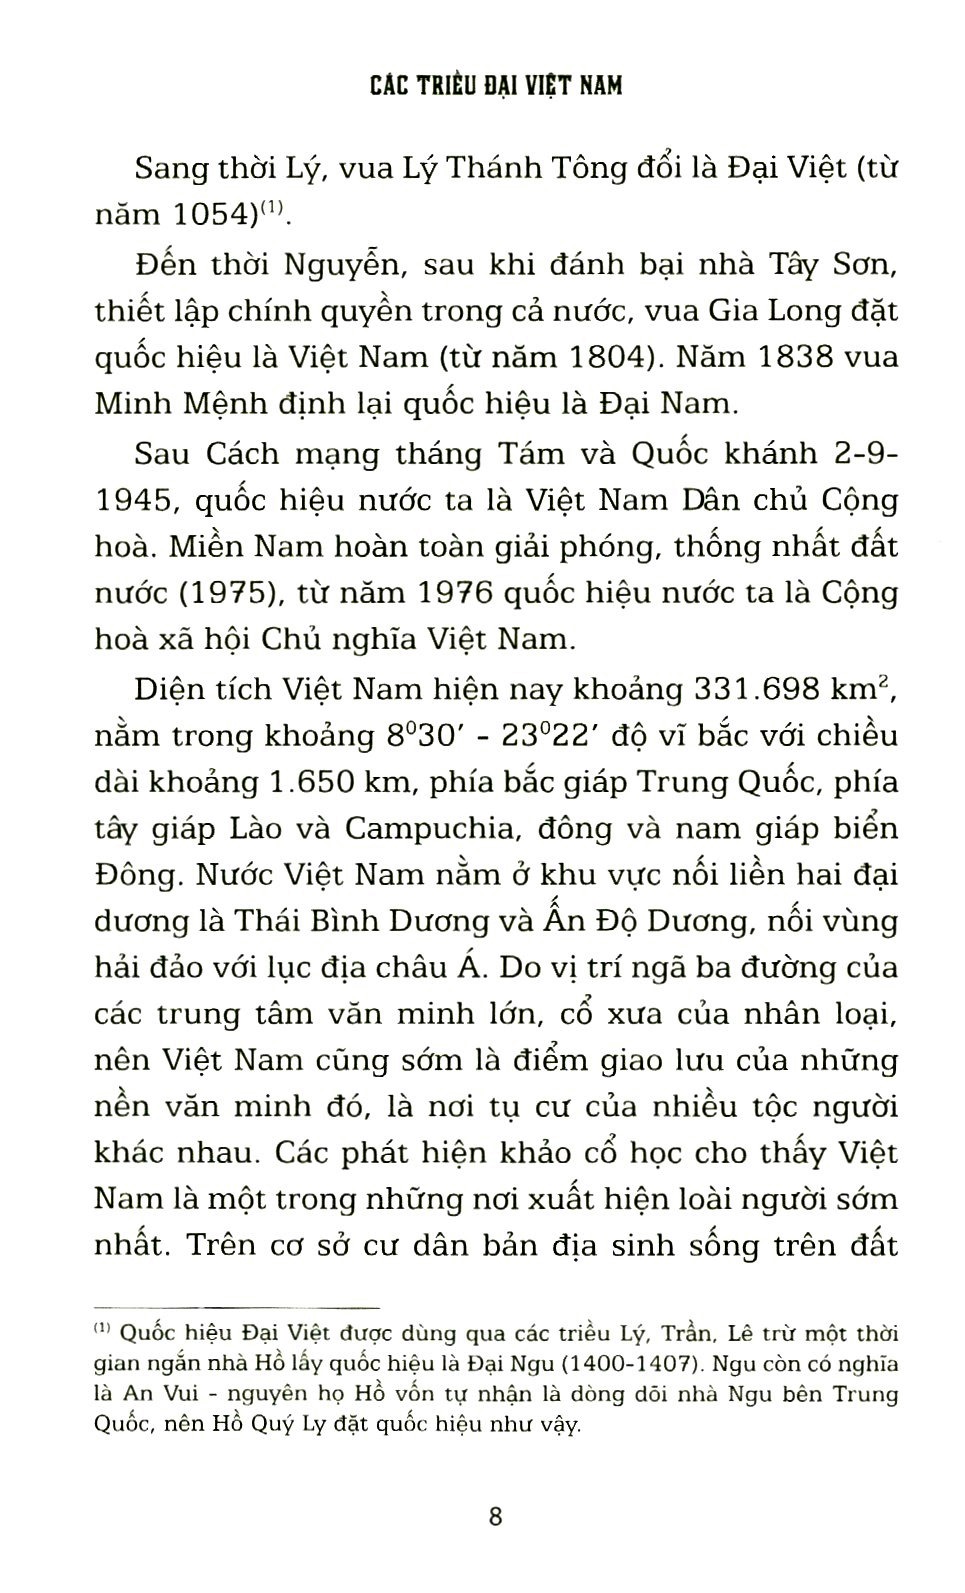 CÁC TRIỀU ĐẠI VIỆT NAM
Sang thời Lý, vua Lý Thánh Tông đổi là Đại Việt (từ
năm 1054)⁽¹⁾.
Đến thời Nguyễn, sau khi đánh bại nhà Tây Sơn,
thiết lập chính quyền trong cả nước, vua Gia Long đặt
quốc hiệu là Việt Nam (từ năm 1804). Năm 1838 vua
Minh Mệnh định lại quốc hiệu là Đại Nam.
Sau Cách mạng tháng Tám và Quốc khánh 2-9-
1945, quốc hiệu nước ta là Việt Nam Dân chủ Cộng
hoà. Miền Nam hoàn toàn giải phóng, thống nhất đất
nước (1975), từ năm 1976 quốc hiệu nước ta là Cộng
hoà xã hội Chủ nghĩa Việt Nam.
Diện tích Việt Nam hiện nay khoảng 331.698 km²,
nằm trong khoảng 8⁰30′ - 23⁰22′ độ vĩ bắc với chiều
dài khoảng 1.650 km, phía bắc giáp Trung Quốc, phía
tây giáp Lào và Campuchia, đông và nam giáp biển
Đông. Nước Việt Nam nằm ở khu vực nối liền hai đại
dương là Thái Bình Dương và Ấn Độ Dương, nối vùng
hải đảo với lục địa châu Á. Do vị trí ngã ba đường của
các trung tâm văn minh lớn, cổ xưa của nhân loại,
nên Việt Nam cũng sớm là điểm giao lưu của những
nền văn minh đó, là nơi tụ cư của nhiều tộc người
khác nhau. Các phát hiện khảo cổ học cho thấy Việt
Nam là một trong những nơi xuất hiện loài người sớm
nhất. Trên cơ sở cư dân bản địa sinh sống trên đất
⁽¹⁾ Quốc hiệu Đại Việt được dùng qua các triều Lý, Trần, Lê trừ một thời
gian ngắn nhà Hồ lấy quốc hiệu là Đại Ngu (1400-1407). Ngu còn có nghĩa
là An Vui - nguyên họ Hồ vốn tự nhận là dòng dõi nhà Ngu bên Trung
Quốc, nên Hồ Quý Ly đặt quốc hiệu như vậy.
8